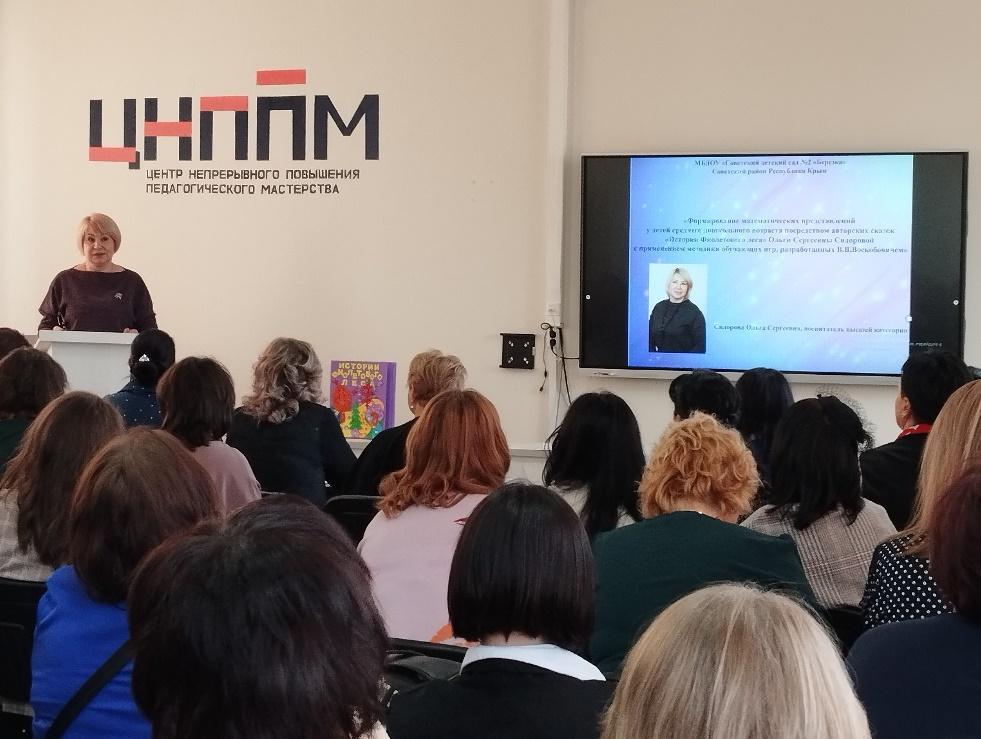 ЦНППМ
ЦЕНТР НЕПРЕРЫВНОГО ПОВЫШЕНИЯ
ПЕДАГОГИЧЕСКОГО МАСТЕРСТВА
МБДОУ «Советский детский сад №2 «Березка»
Советский район Республики Крым
«Формирование математических представлений
у детей среднего дошкольного возраста посредством авторских сказок
«Истории Фиолетового леса» Ольги Сергеевны Сидоровой
с применением методики обучающих игр, разработанных В.В.Воскобовичем»
Сидорова Ольга Сергеевна, воспитатель высшей категории
ИСТОРИИ
ФИОЛЕТОВОГО
ЛЕСА